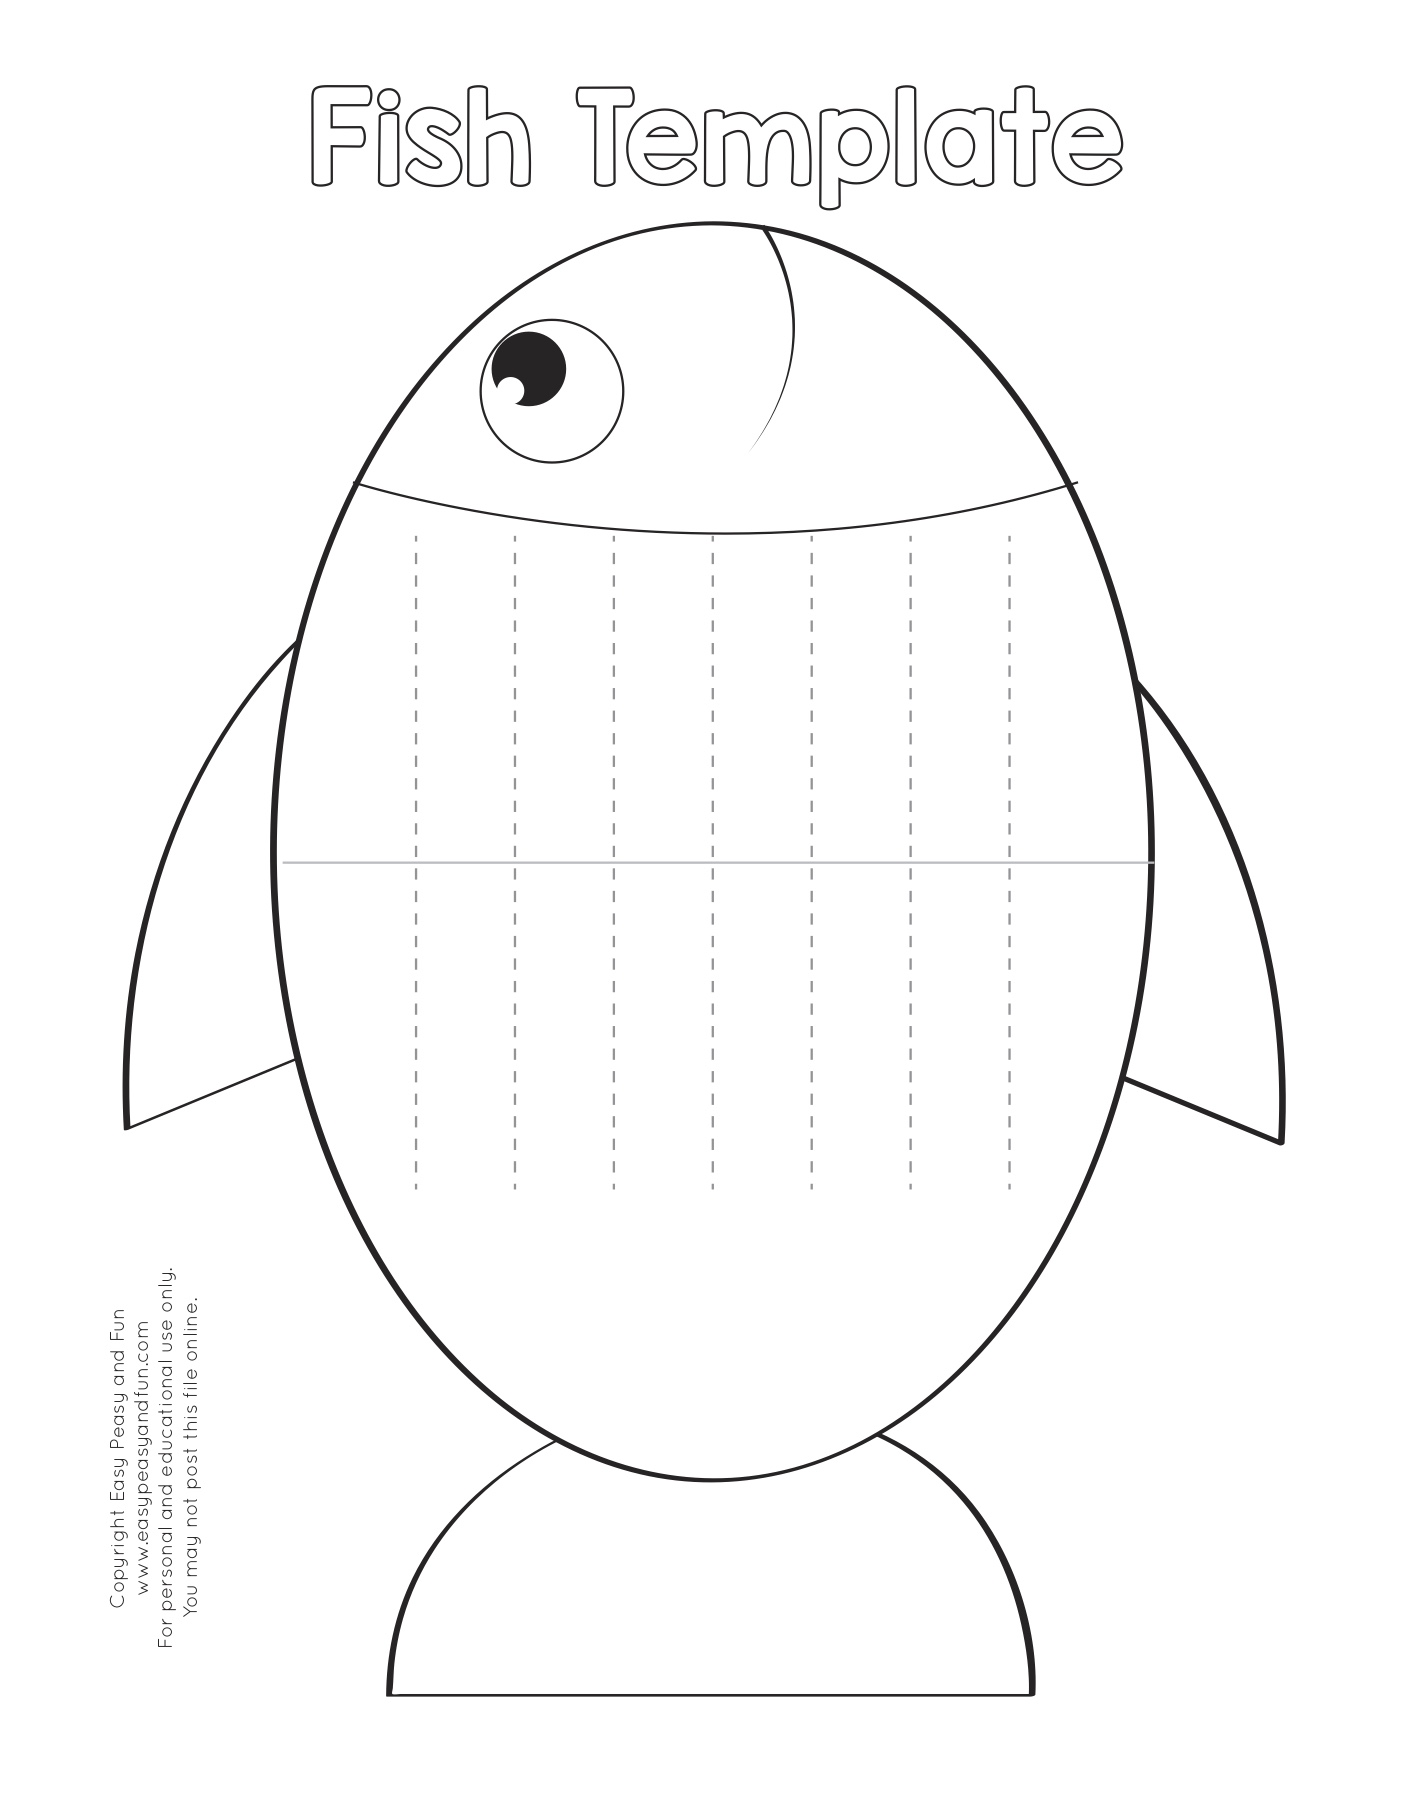 Fish Template
Copyright Easy Peasy and Fun
www.easypeasyandfun.com
For personal and educational use only.
You may not post this file online.